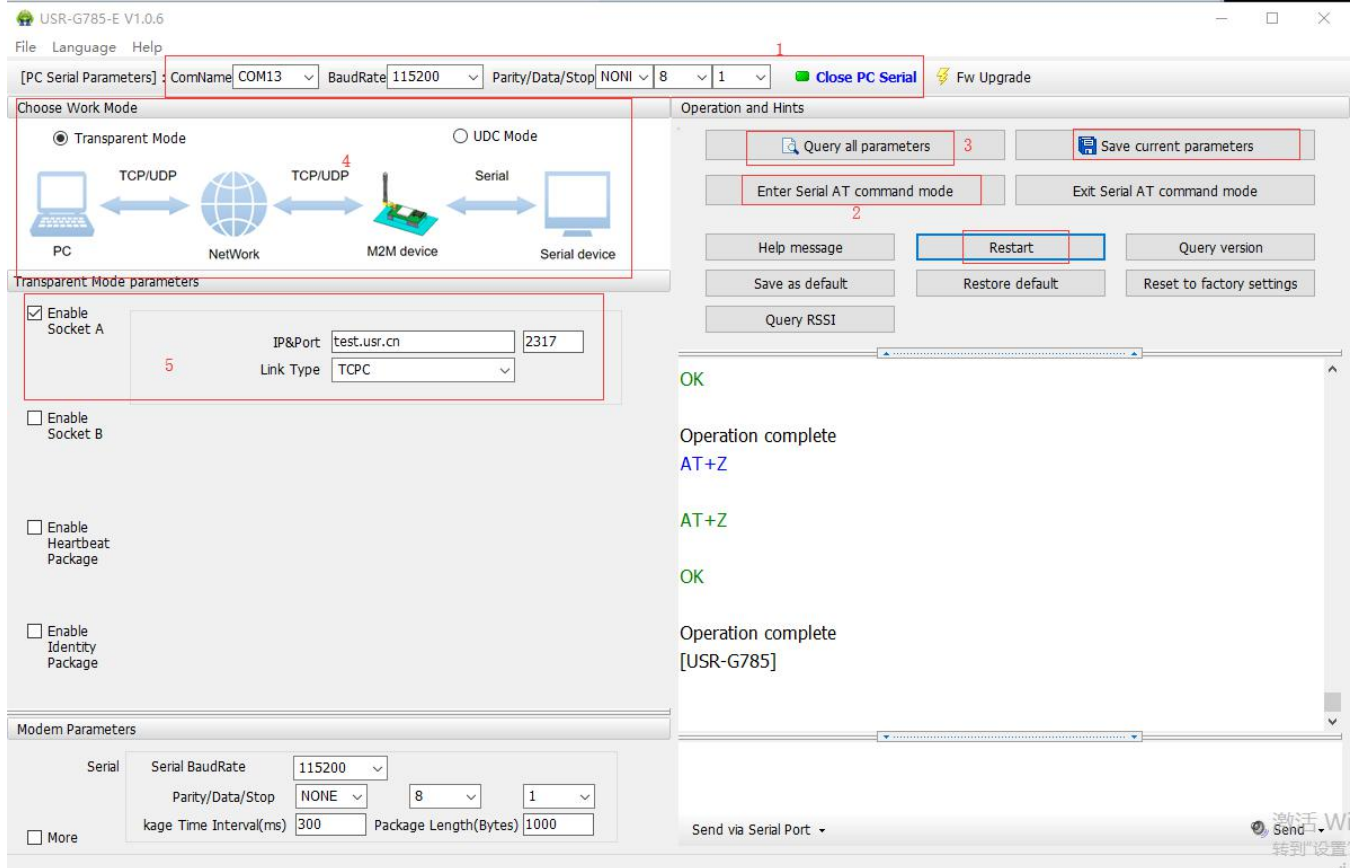 USR-G785-E V1.0.6
File Language Help
1
[PC Serial Parameters] : ComName COM13 BaudRate 115200 Parity/Data/Stop NONI 8 1 Close PC Serial Fw Upgrade
Choose Work Mode
Transparent Mode UDC Mode
TCP/UDP TCP/UDP Serial
4
PC NetWork M2M device Serial device
Transparent Mode parameters
Enable
Socket A
IP&Port test.usr.cn 2317
5
Link Type TCPC
Enable
Socket B
Enable
Heartbeat
Package
Enable
Identity
Package
Modem Parameters
Serial Serial BaudRate 115200
Parity/Data/Stop NONE 8 1
kage Time Interval(ms) 300 Package Length(Bytes) 1000
More
Operation and Hints
Query all parameters 3 Save current parameters
Enter Serial AT command mode Exit Serial AT command mode
2
Help message Restart Query version
Save as default Restore default Reset to factory settings
Query RSSI
OK
Operation complete
AT+Z
AT+Z
OK
Operation complete
[USR-G785]
Send via Serial Port Send
激活 Wi
转到"设置"